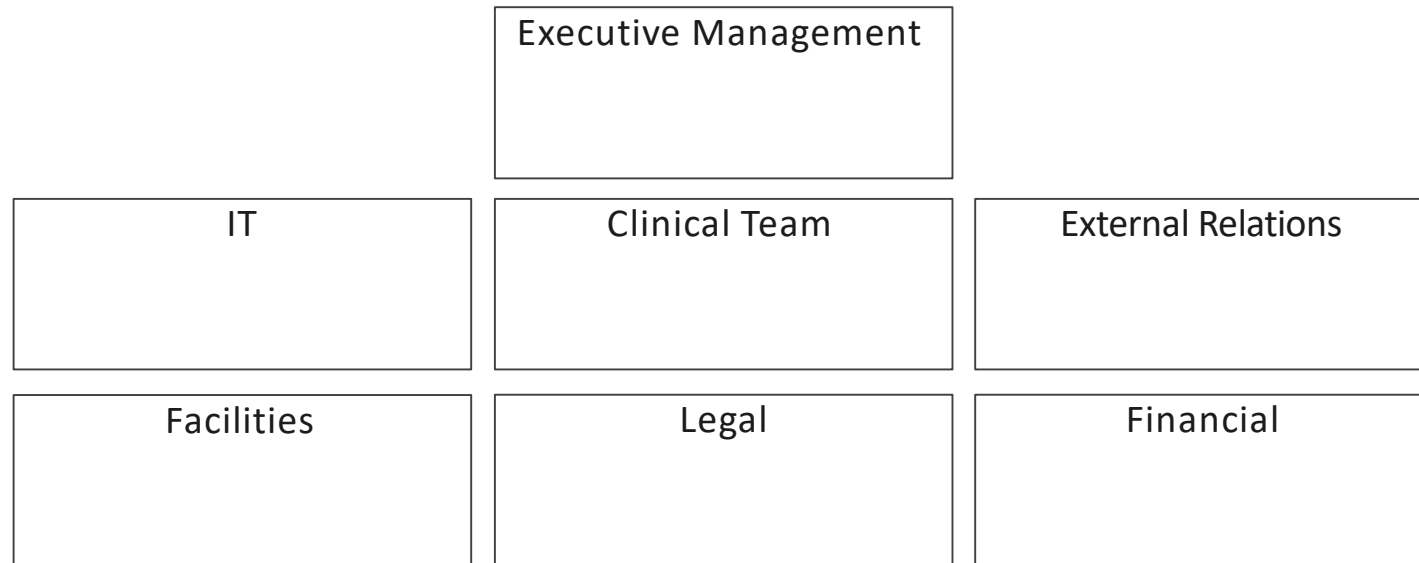 Executive Management
IT
Clinical Team
External Relations
Facilities
Legal
Financial